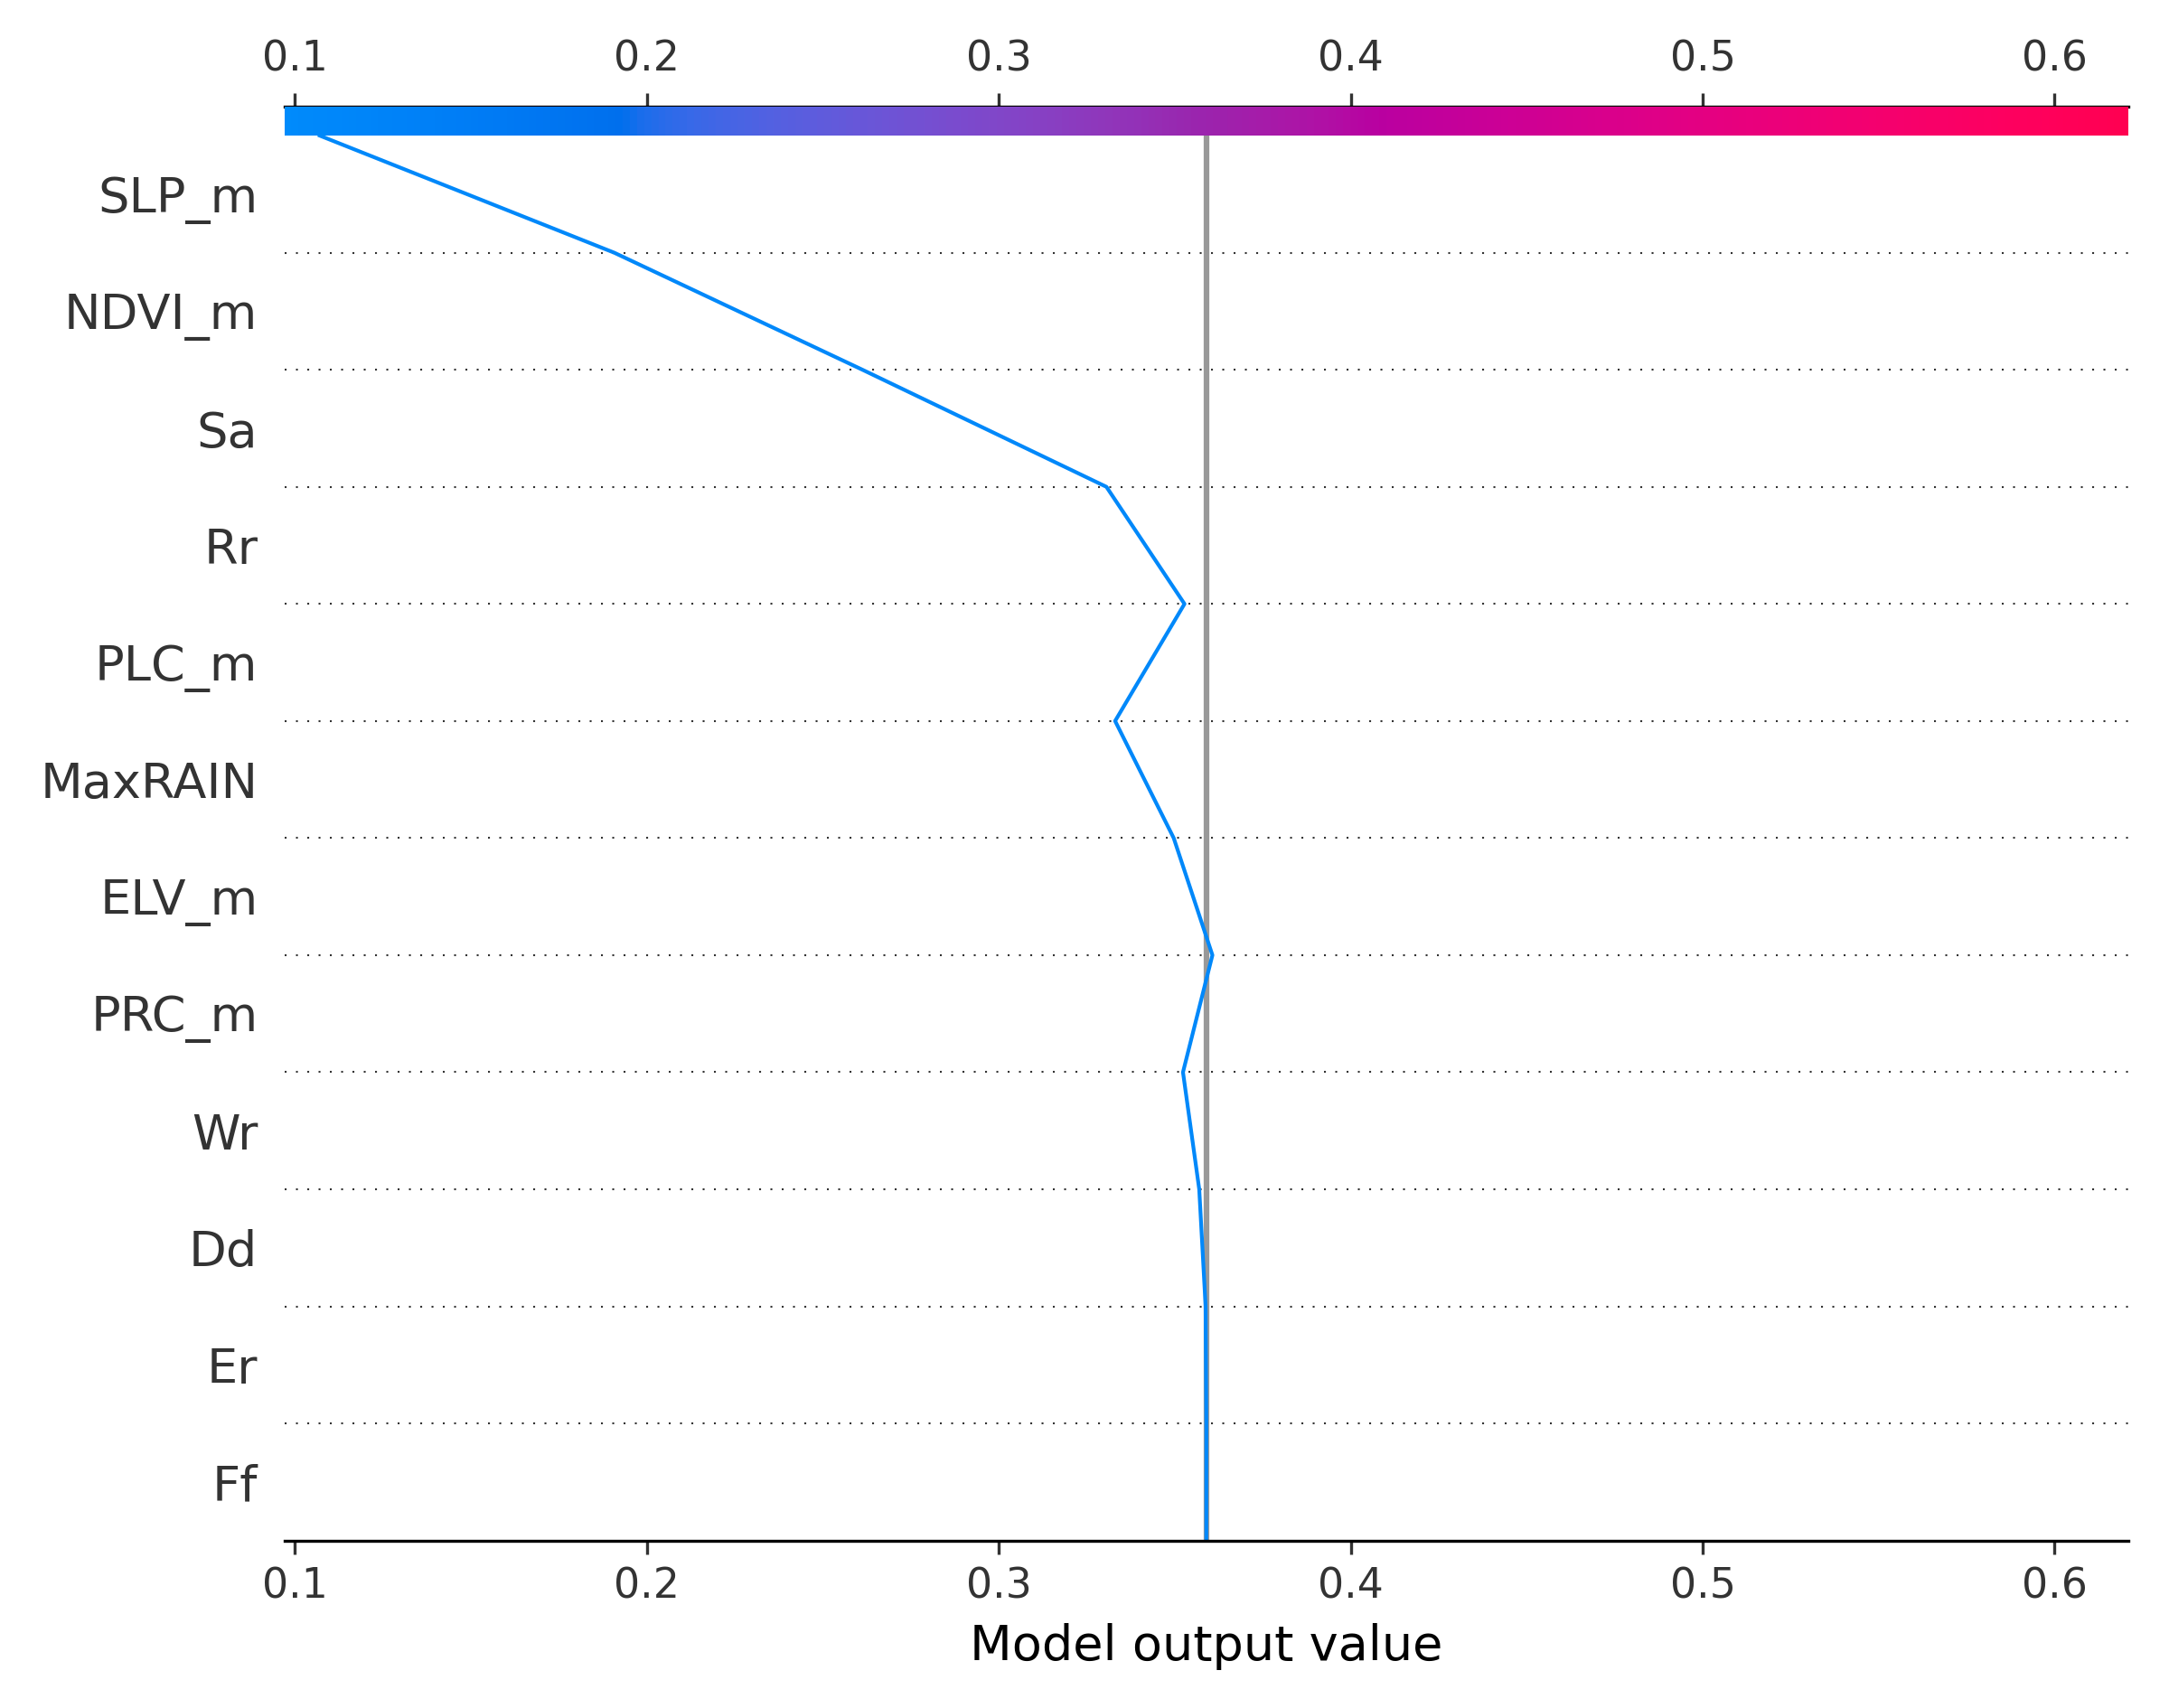 0.1 0.2 0.3 0.4 0.5 0.6
SLP_m
NDVI_m
Sa
Rr
PLC_m
MaxRAIN
ELV_m
PRC_m
Wr
Dd
Er
Ff
0.1 0.2 0.3 0.4 0.5 0.6
Model output value